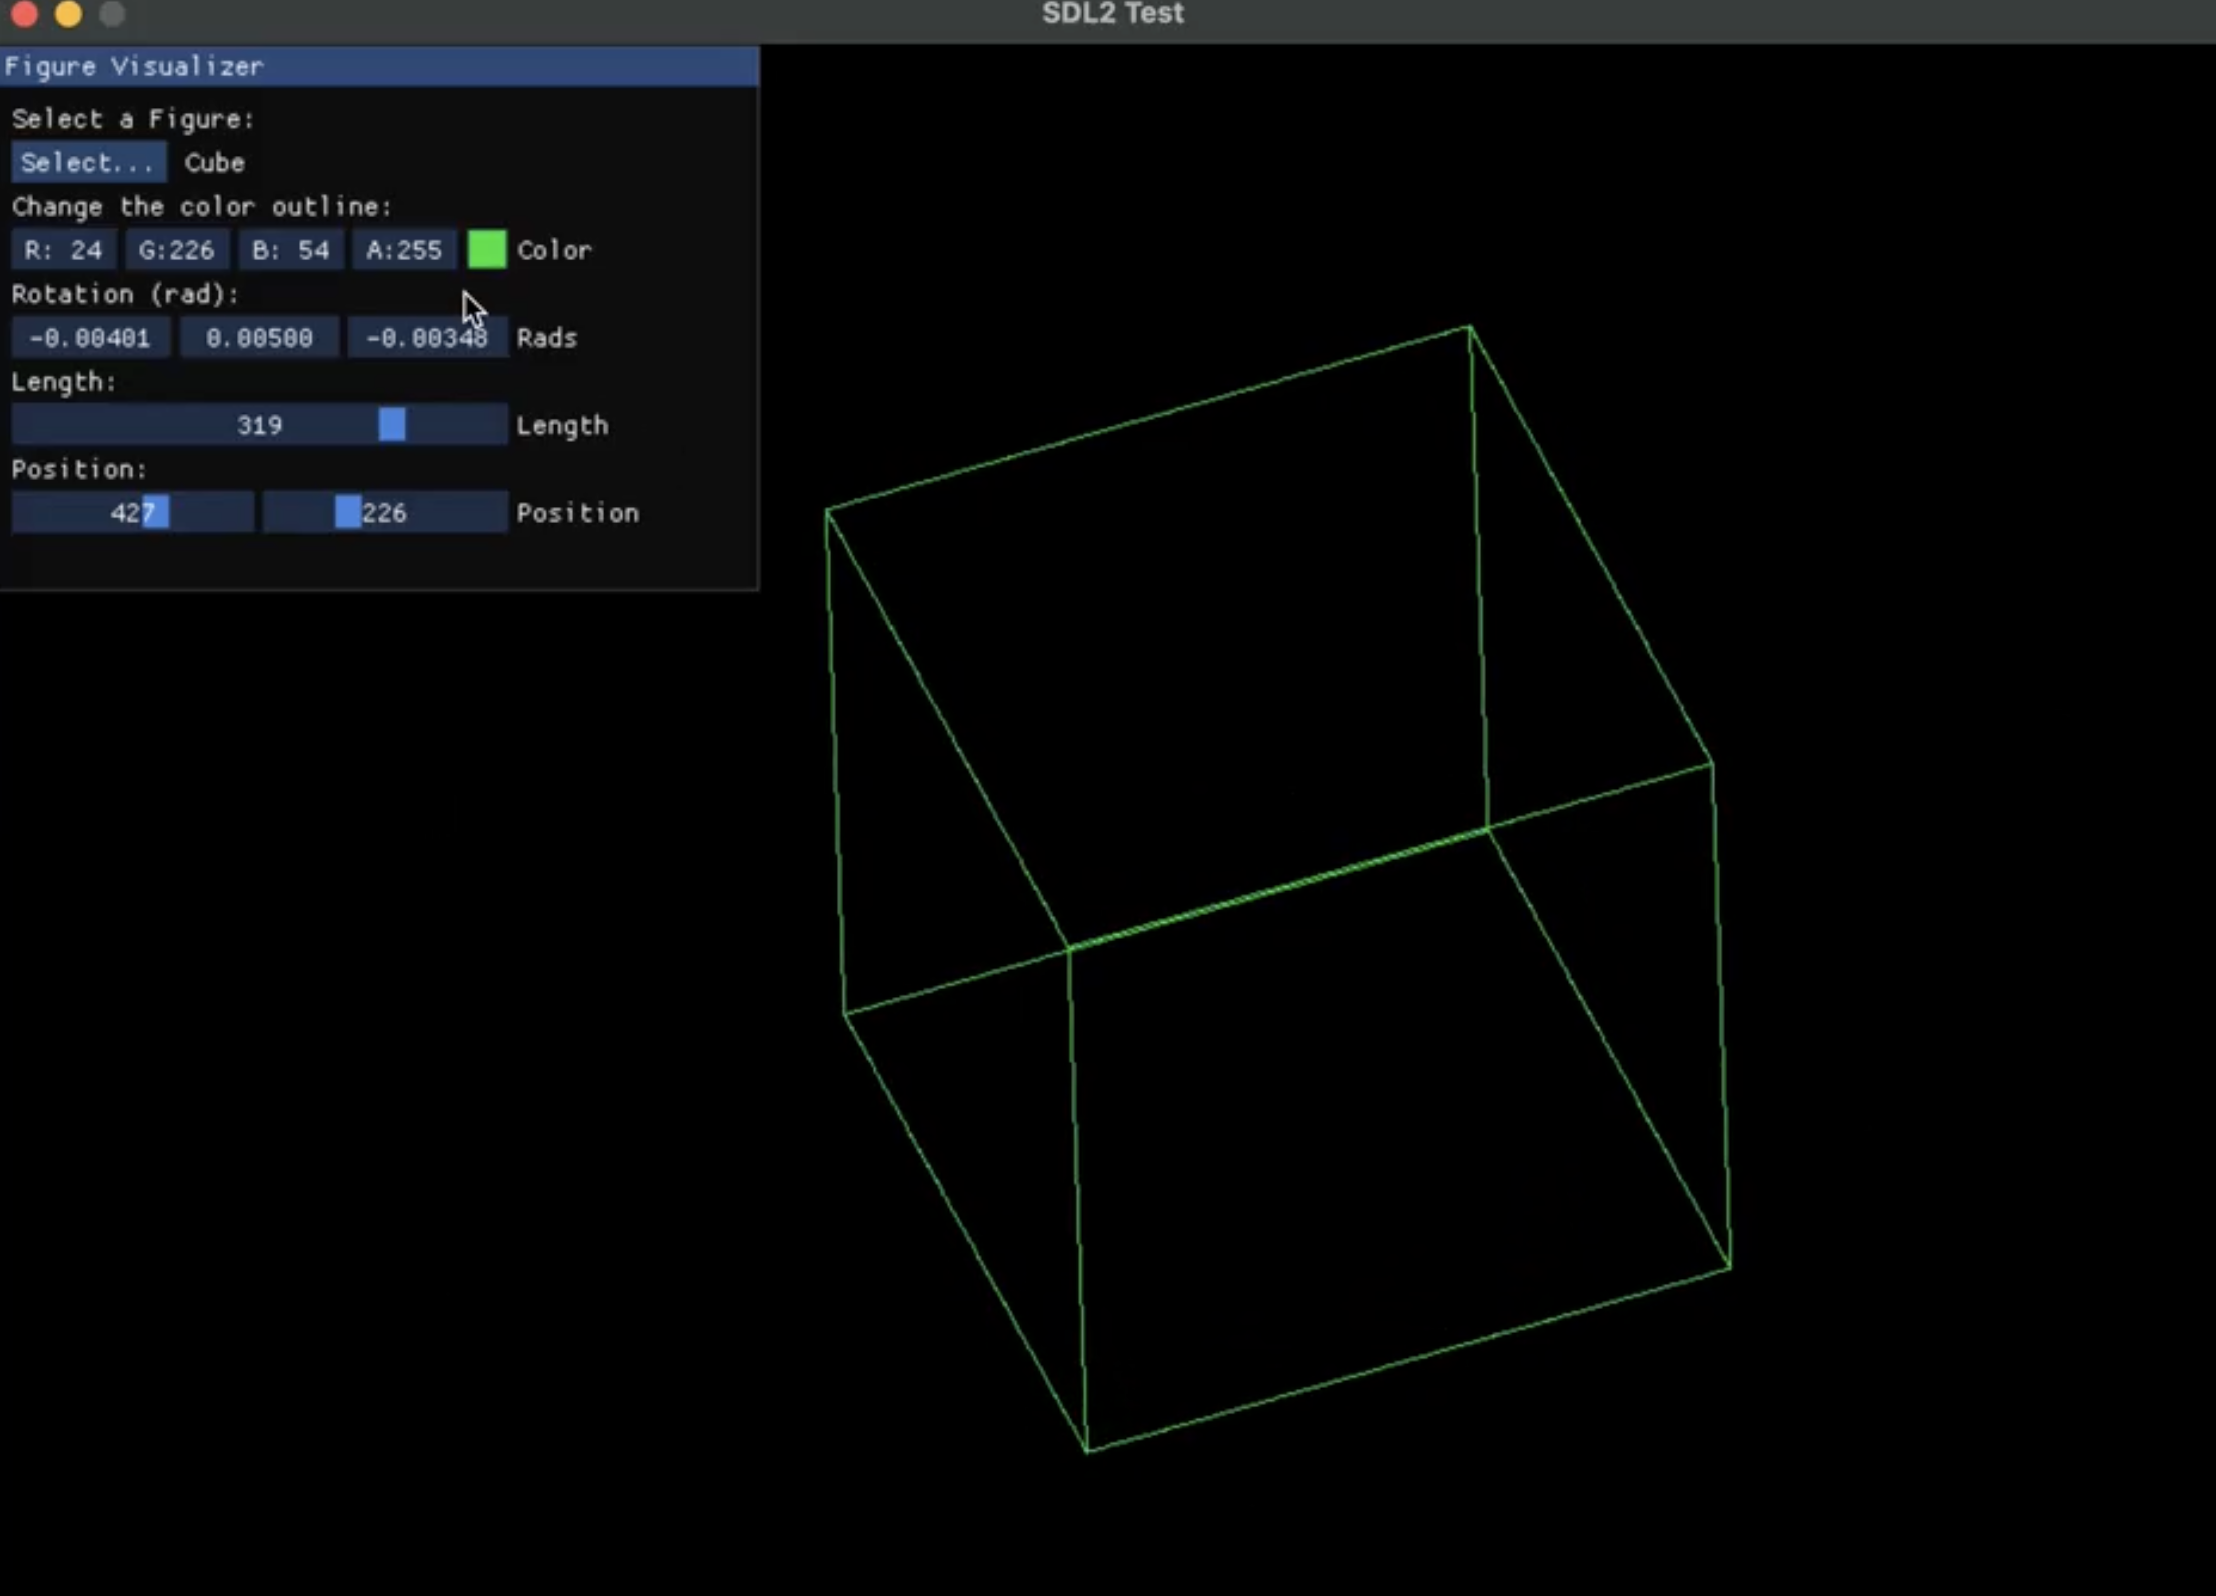 SDL2 Test
Figure Visualizer
Select a Figure:
Select... Cube
Change the color outline:
R: 24 G:226 B: 54 A:255 Color
Rotation (rad):
-0.00401 0.00500 -0.00348 Rads
Length:
319 Length
Position:
427 226 Position